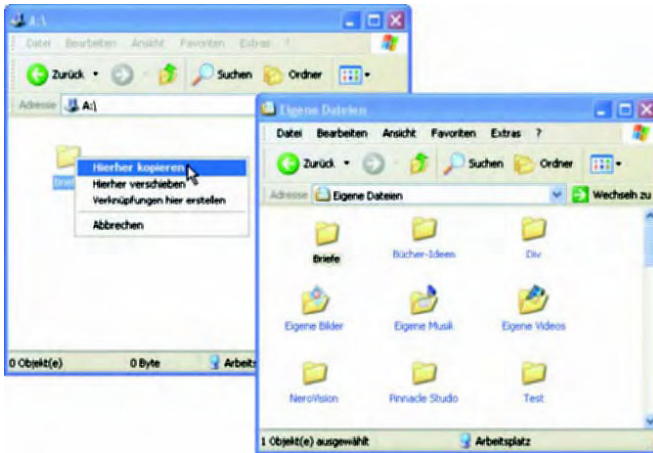 A:\
Datei Bearbeiten Ansicht Favoriten Extras ?
Zurück Suchen Ordner
Adresse A:\
Hierher kopieren
Hierher verschieben
Verknüpfungen hier erstellen
Abbrechen
0 Objekt(e) 0 Byte
Eigene Dateien
Datei Bearbeiten Ansicht Favoriten Extras ?
Zurück Suchen Ordner
Adresse Eigene Dateien Wechseln zu
Briefe Bücher-Ideen Div
Eigene Bilder Eigene Musik Eigene Videos
NeroVision Pinnacle Studio Test
1 Objekt(e) ausgewählt Arbeitsplatz